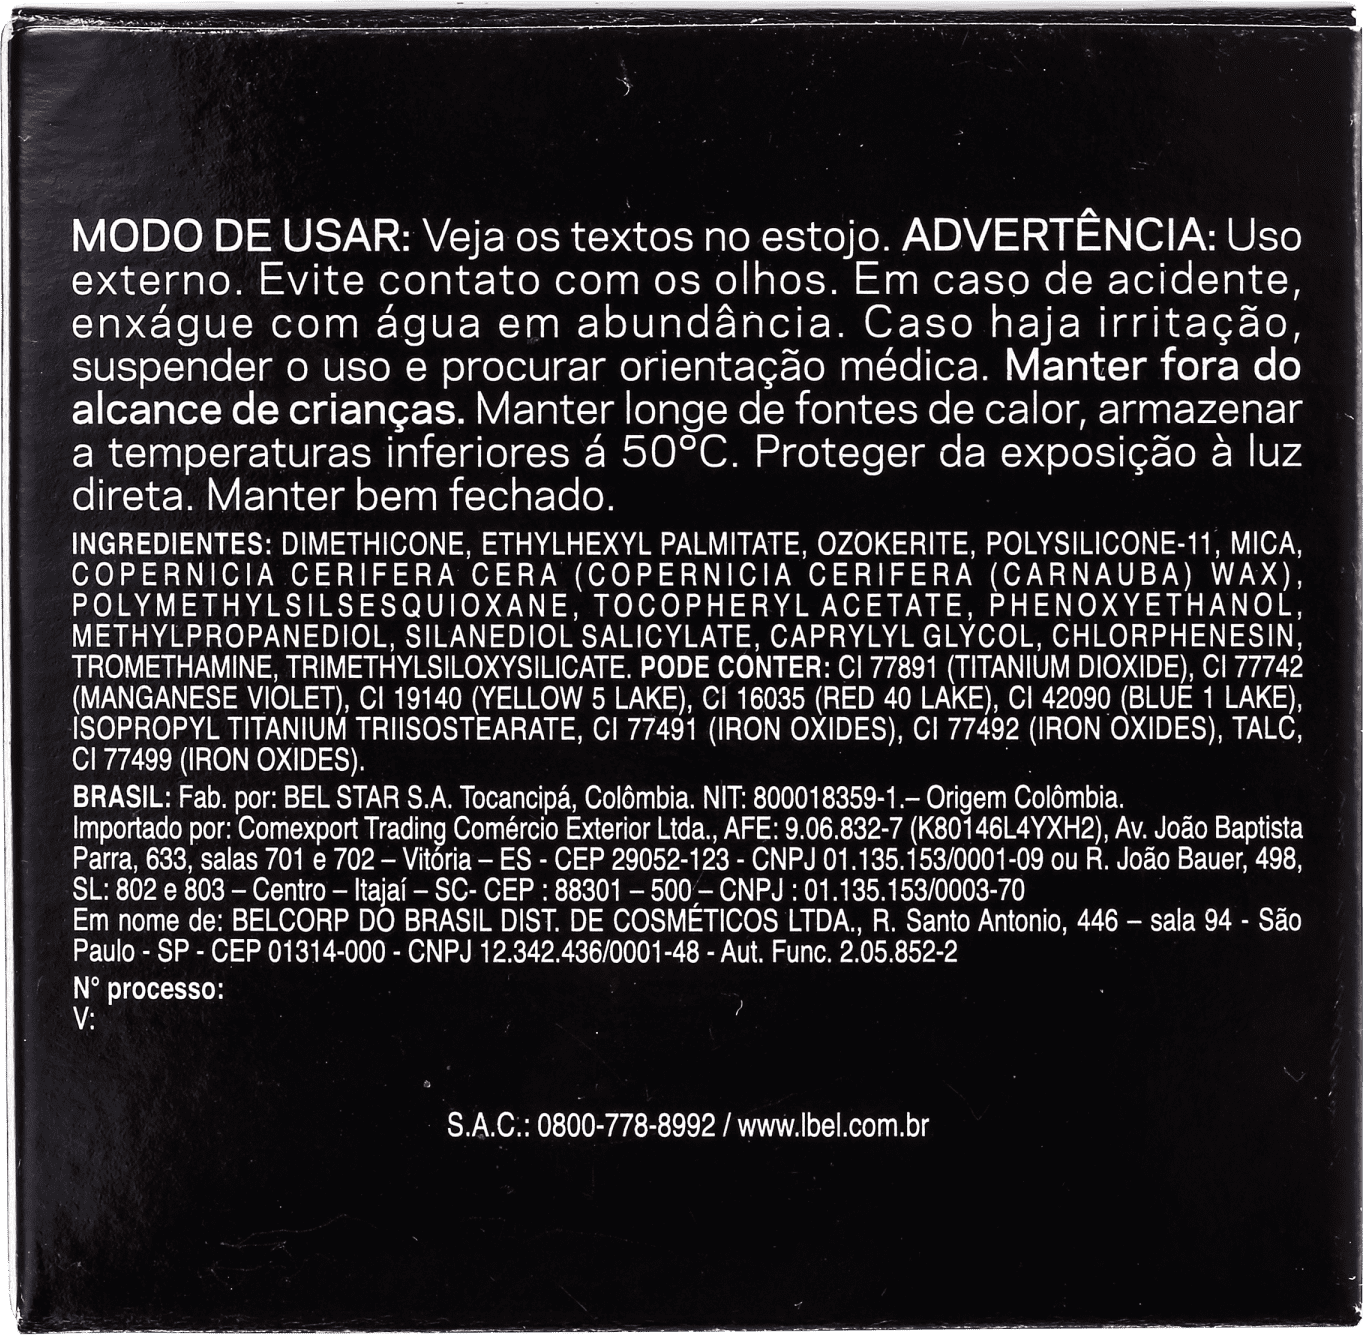 MODO DE USAR: Veja os textos no estojo. ADVERTÊNCIA: Uso
externo. Evite contato com os olhos. Em caso de acidente,
enxágue com água em abundância. Caso haja irritação,
suspender o uso e procurar orientação médica. Manter fora do
alcance de crianças. Manter longe de fontes de calor, armazenar
a temperaturas inferiores á 50°C. Proteger da exposição à luz
direta. Manter bem fechado.
INGREDIENTES: DIMETHICONE, ETHYLHEXYL PALMITATE, OZOKERITE, POLYSILICONE-11, MICA,
COPERNICIA CERIFERA CERA (COPERNICIA CERIFERA (CARNAUBA) WAX),
POLYMETHYLSILSESQUIOXANE, TOCOPHERYL ACETATE, PHENOXYETHANOL,
METHYLPROPANEDIOL, SILANEDIOL SALICYLATE, CAPRYLYL GLYCOL, CHLORPHENESIN,
TROMETHAMINE, TRIMETHYLSILOXYSILICATE. PODE CONTER: CI 77891 (TITANIUM DIOXIDE), CI 77742
(MANGANESE VIOLET), CI 19140 (YELLOW 5 LAKE), CI 16035 (RED 40 LAKE), CI 42090 (BLUE 1 LAKE),
ISOPROPYL TITANIUM TRIISOSTEARATE, CI 77491 (IRON OXIDES), CI 77492 (IRON OXIDES), TALC,
CI 77499 (IRON OXIDES).
BRASIL: Fab. por: BEL STAR S.A. Tocancipá, Colômbia. NIT: 800018359-1.– Origem Colômbia.
Importado por: Comexport Trading Comércio Exterior Ltda., AFE: 9.06.832-7 (K80146L4YXH2), Av. João Baptista
Parra, 633, salas 701 e 702 – Vitória – ES - CEP 29052-123 - CNPJ 01.135.153/0001-09 ou R. João Bauer, 498,
SL: 802 e 803 – Centro – Itajaí – SC- CEP : 88301 – 500 – CNPJ : 01.135.153/0003-70
Em nome de: BELCORP DO BRASIL DIST. DE COSMÉTICOS LTDA., R. Santo Antonio, 446 – sala 94 - São
Paulo - SP - CEP 01314-000 - CNPJ 12.342.436/0001-48 - Aut. Func. 2.05.852-2
N° processo:
V:
S.A.C.: 0800-778-8992 / www.lbel.com.br